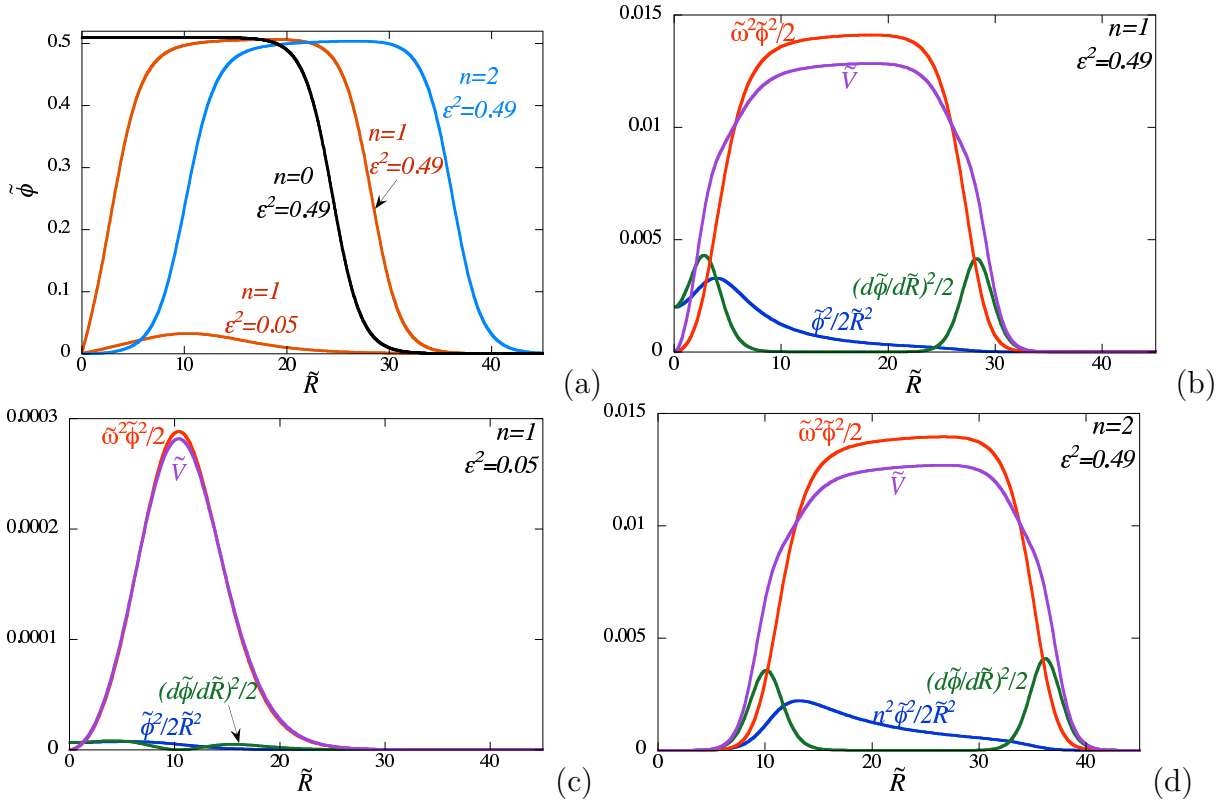 0.5
0.4
0.3
0.2
0.1
0
φ̃
n=2
ε²=0.49
n=1
ε²=0.49
n=0
ε²=0.49
n=1
ε²=0.05
0 10 20 30 40
R̃
(a)
0.015
0.01
0.005
0
ω̃²φ̃²/2
Ṽ
n=1
ε²=0.49
(dφ̃/dR̃)²/2
φ̃²/2R̃²
0 10 20 30 40
R̃
(b)
0.0003
0.0002
0.0001
0
ω̃²φ̃²/2
Ṽ
n=1
ε²=0.05
(dφ̃/dR̃)²/2
φ̃²/2R̃²
0 10 20 30 40
R̃
(c)
0.015
0.01
0.005
0
ω̃²φ̃²/2
Ṽ
n=2
ε²=0.49
(dφ̃/dR̃)²/2
n²φ̃²/2R̃²
0 10 20 30 40
R̃
(d)